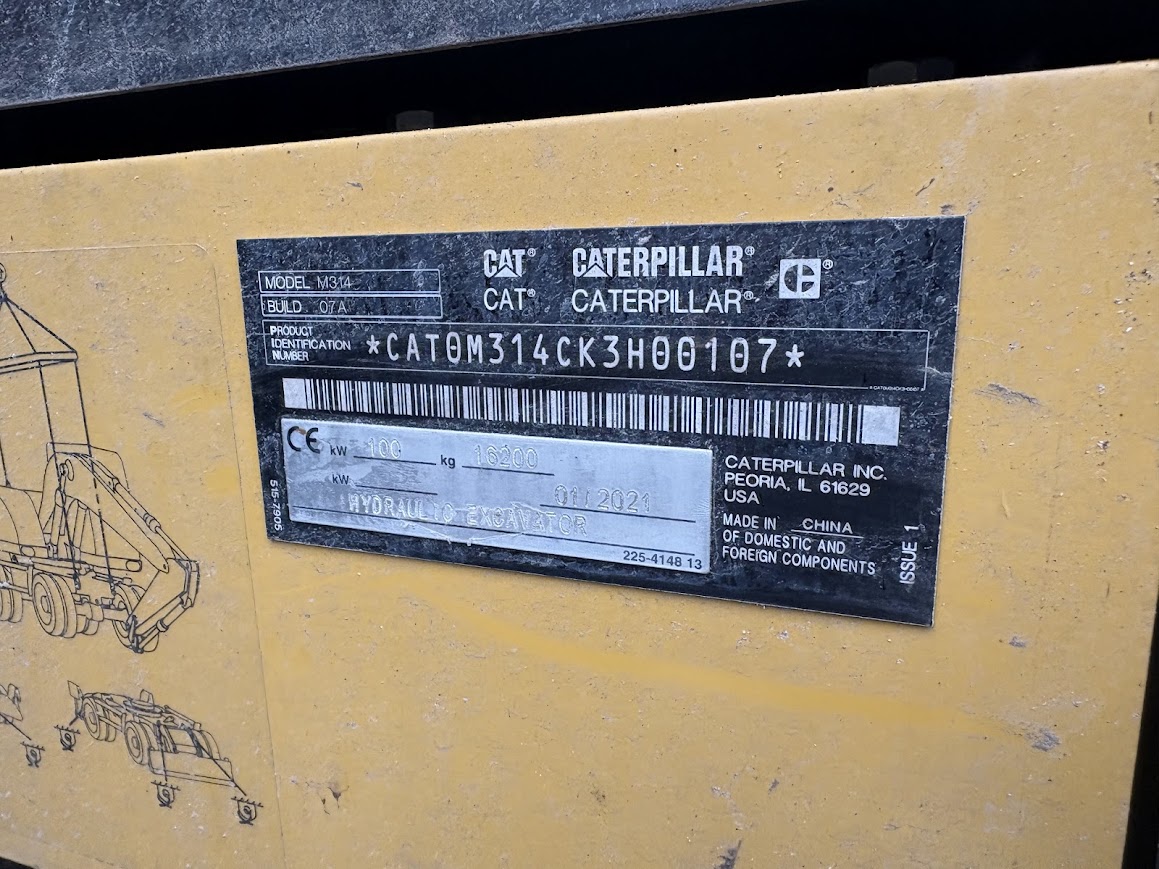 MODEL M314
BUILD 07A
CAT® CATERPILLAR® ®
CAT® CATERPILLAR®
PRODUCT
IDENTIFICATION
NUMBER
*CAT0M314CK3H00107*
CE kW 100 kg 16200
kW
01/2021
HYDRAULIC EXCAVATOR
225-4148 13
515-7905
CATERPILLAR INC.
PEORIA, IL 61629
USA
MADE IN CHINA
OF DOMESTIC AND
FOREIGN COMPONENTS
ISSUE 1